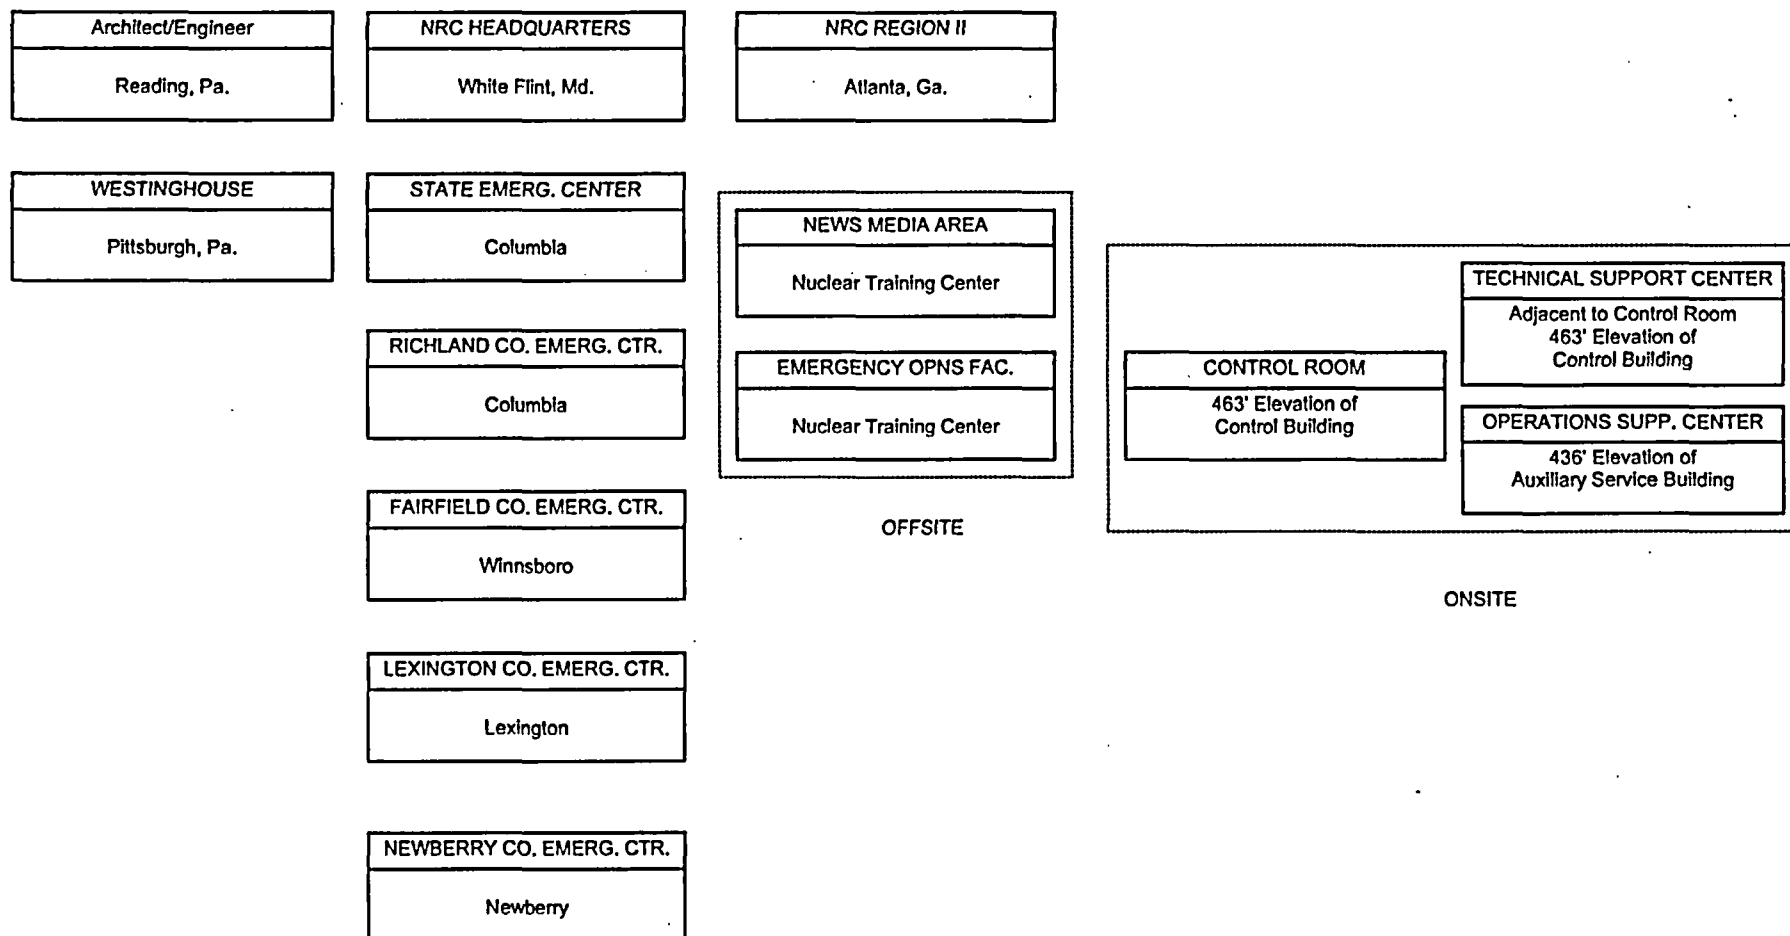 Architect/Engineer
Reading, Pa.
NRC HEADQUARTERS
White Flint, Md.
NRC REGION II
Atlanta, Ga.
WESTINGHOUSE
Pittsburgh, Pa.
STATE EMERG. CENTER
Columbia
RICHLAND CO. EMERG. CTR.
Columbia
FAIRFIELD CO. EMERG. CTR.
Winnsboro
LEXINGTON CO. EMERG. CTR.
Lexington
NEWBERRY CO. EMERG. CTR.
Newberry
NEWS MEDIA AREA
Nuclear Training Center
EMERGENCY OPNS FAC.
Nuclear Training Center
OFFSITE
CONTROL ROOM
463' Elevation of
Control Building
TECHNICAL SUPPORT CENTER
Adjacent to Control Room
463' Elevation of
Control Building
OPERATIONS SUPP. CENTER
436' Elevation of
Auxiliary Service Building
ONSITE